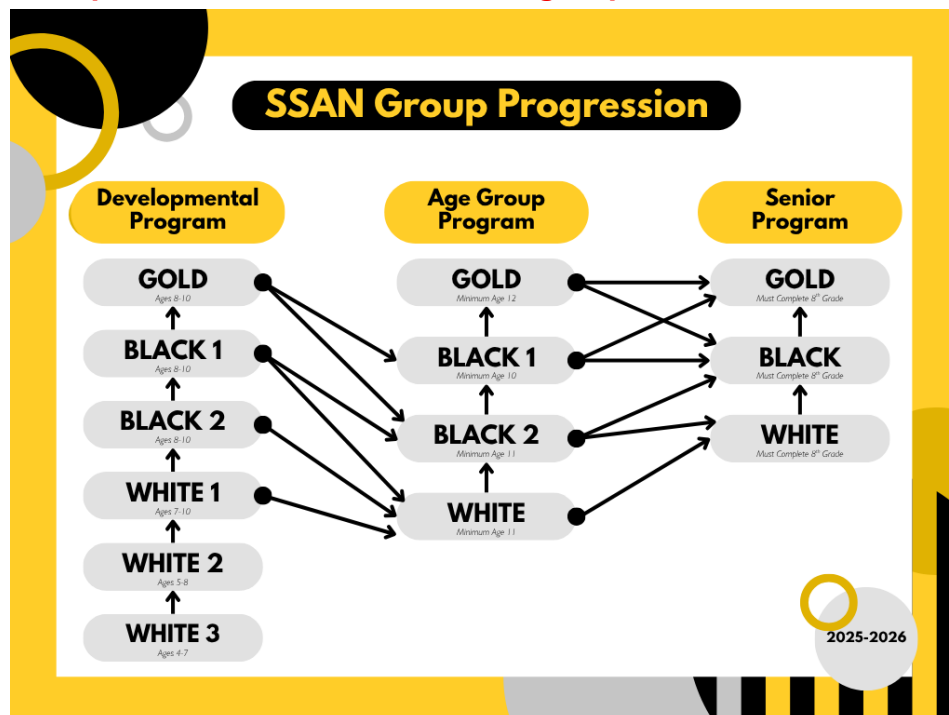 SSAN Group Progression
Developmental
Program
GOLD
Ages 8-10
BLACK 1
Ages 8-10
BLACK 2
Ages 8-10
WHITE 1
Ages 7-10
WHITE 2
Ages 5-8
WHITE 3
Ages 4-7
Age Group
Program
GOLD
Minimum Age 12
BLACK 1
Minimum Age 10
BLACK 2
Minimum Age 11
WHITE
Minimum Age 11
Senior
Program
GOLD
Must Complete 8th Grade
BLACK
Must Complete 8th Grade
WHITE
Must Complete 8th Grade
2025-2026